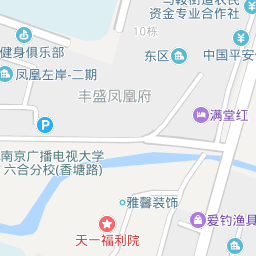 马鞍街道农民
资金专业合作社
10栋
健身俱乐部
东区
中国平安
凤凰左岸-二期
丰盛凤凰府
满堂红
P
南京广播电视大学
六合分校(香塘路)
雅馨装饰
爱钓渔具
天一福利院